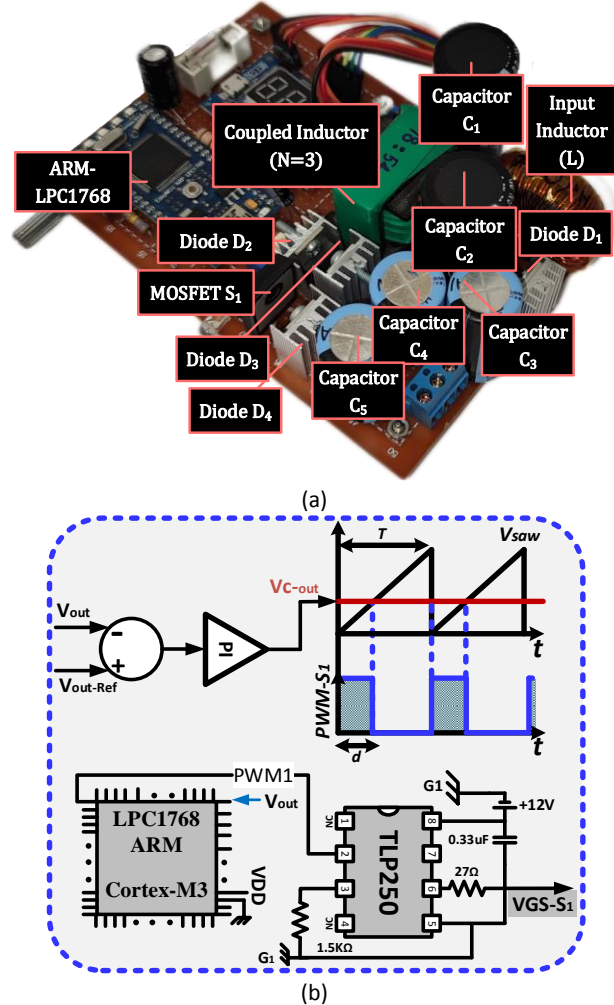 Capacitor
C1
Input
Inductor
(L)
Coupled Inductor
(N=3)
18:54
ARM-
LPC1768
Capacitor
C2
Diode D1
Diode D2
MOSFET S1
Capacitor
C4
Capacitor
C3
Diode D3
Capacitor
C5
Diode D4
(a)
T
Vsaw
Vc-out
Vout
-
PI
+
Vout-Ref
t
PWM-S1
d
t
PWM1
G1
+12V
Vout
LPC1768
ARM
Cortex-M3
VDD
NC
1
2
3
4
NC
TLP250
8
7
6
5
0.33uF
27Ω
VGS-S1
1.5KΩ
G1
(b)